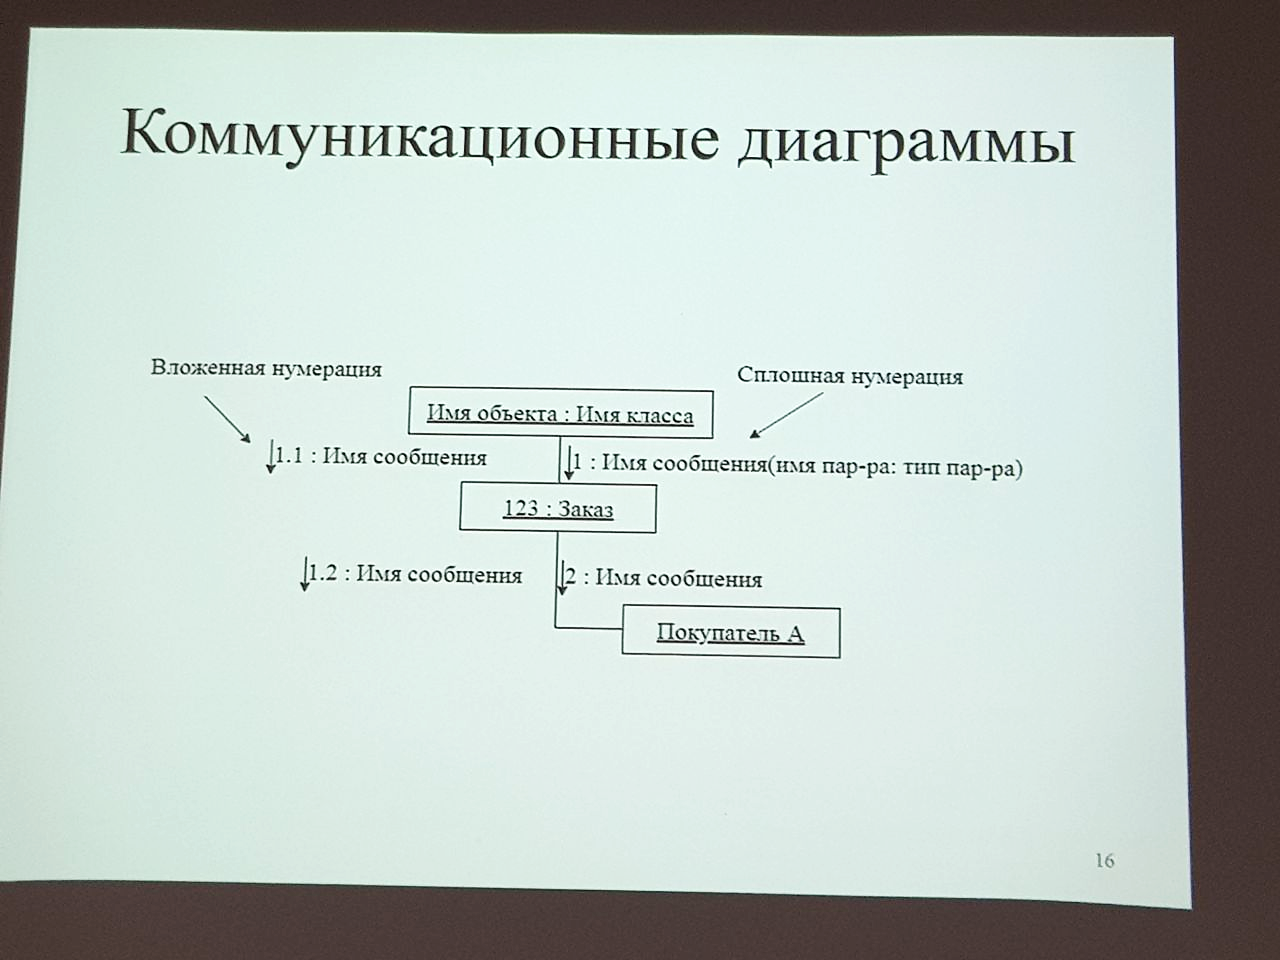 Коммуникационные диаграммы
Вложенная нумерация
Сплошная нумерация
Имя объекта : Имя класса
1.1 : Имя сообщения
1 : Имя сообщения(имя пар-ра: тип пар-ра)
123 : Заказ
1.2 : Имя сообщения
2 : Имя сообщения
Покупатель А
16